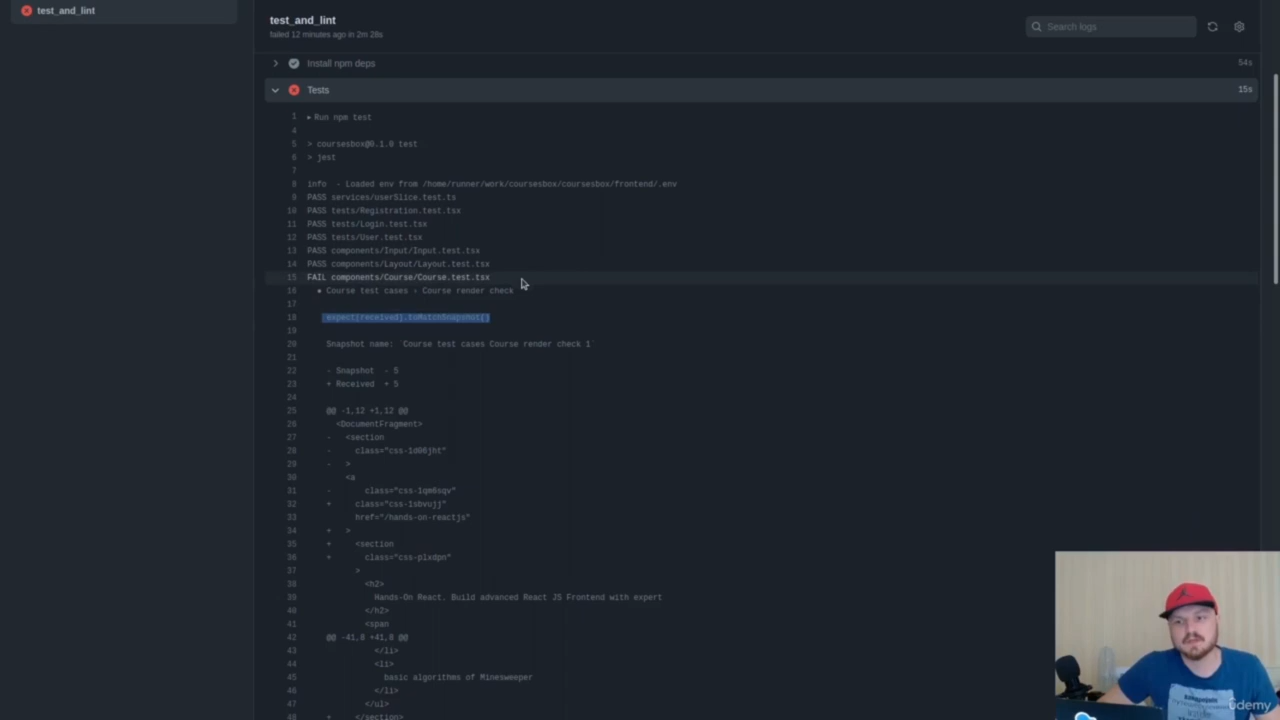 test_and_lint
test_and_lint
failed 12 minutes ago in 2m 28s
Search logs
Install npm deps
54s
Tests
15s
1 ▸ Run npm test
4
5 > coursesbox@0.1.0 test
6 > jest
7
8 info  - Loaded env from /home/runner/work/coursesbox/coursesbox/frontend/.env
9 PASS services/userSlice.test.ts
10 PASS tests/Registration.test.tsx
11 PASS tests/Login.test.tsx
12 PASS tests/User.test.tsx
13 PASS components/Input/Input.test.tsx
14 PASS components/Layout/Layout.test.tsx
15 FAIL components/Course/Course.test.tsx
16 ● Course test cases › Course render check
17
18 expect(received).toMatchSnapshot()
19
20 Snapshot name: `Course test cases Course render check 1`
21
22 - Snapshot  - 5
23 + Received  + 5
24
25 @@ -1,12 +1,12 @@
26 <DocumentFragment>
27 - <section
28 - class="css-1d06jht"
29 - >
30 <a
31 - class="css-1qm6sqv"
32 + class="css-1sbvujj"
33 href="/hands-on-reactjs"
34 + >
35 + <section
36 + class="css-plxdpn"
37 >
38 <h2>
39 Hands-On React. Build advanced React JS Frontend with expert
40 </h2>
41 <span
42 @@ -41,8 +41,8 @@
43 </li>
44 <li>
45 basic algorithms of Minesweeper
46 </li>
47 </ul>
48 + </section>
udemy